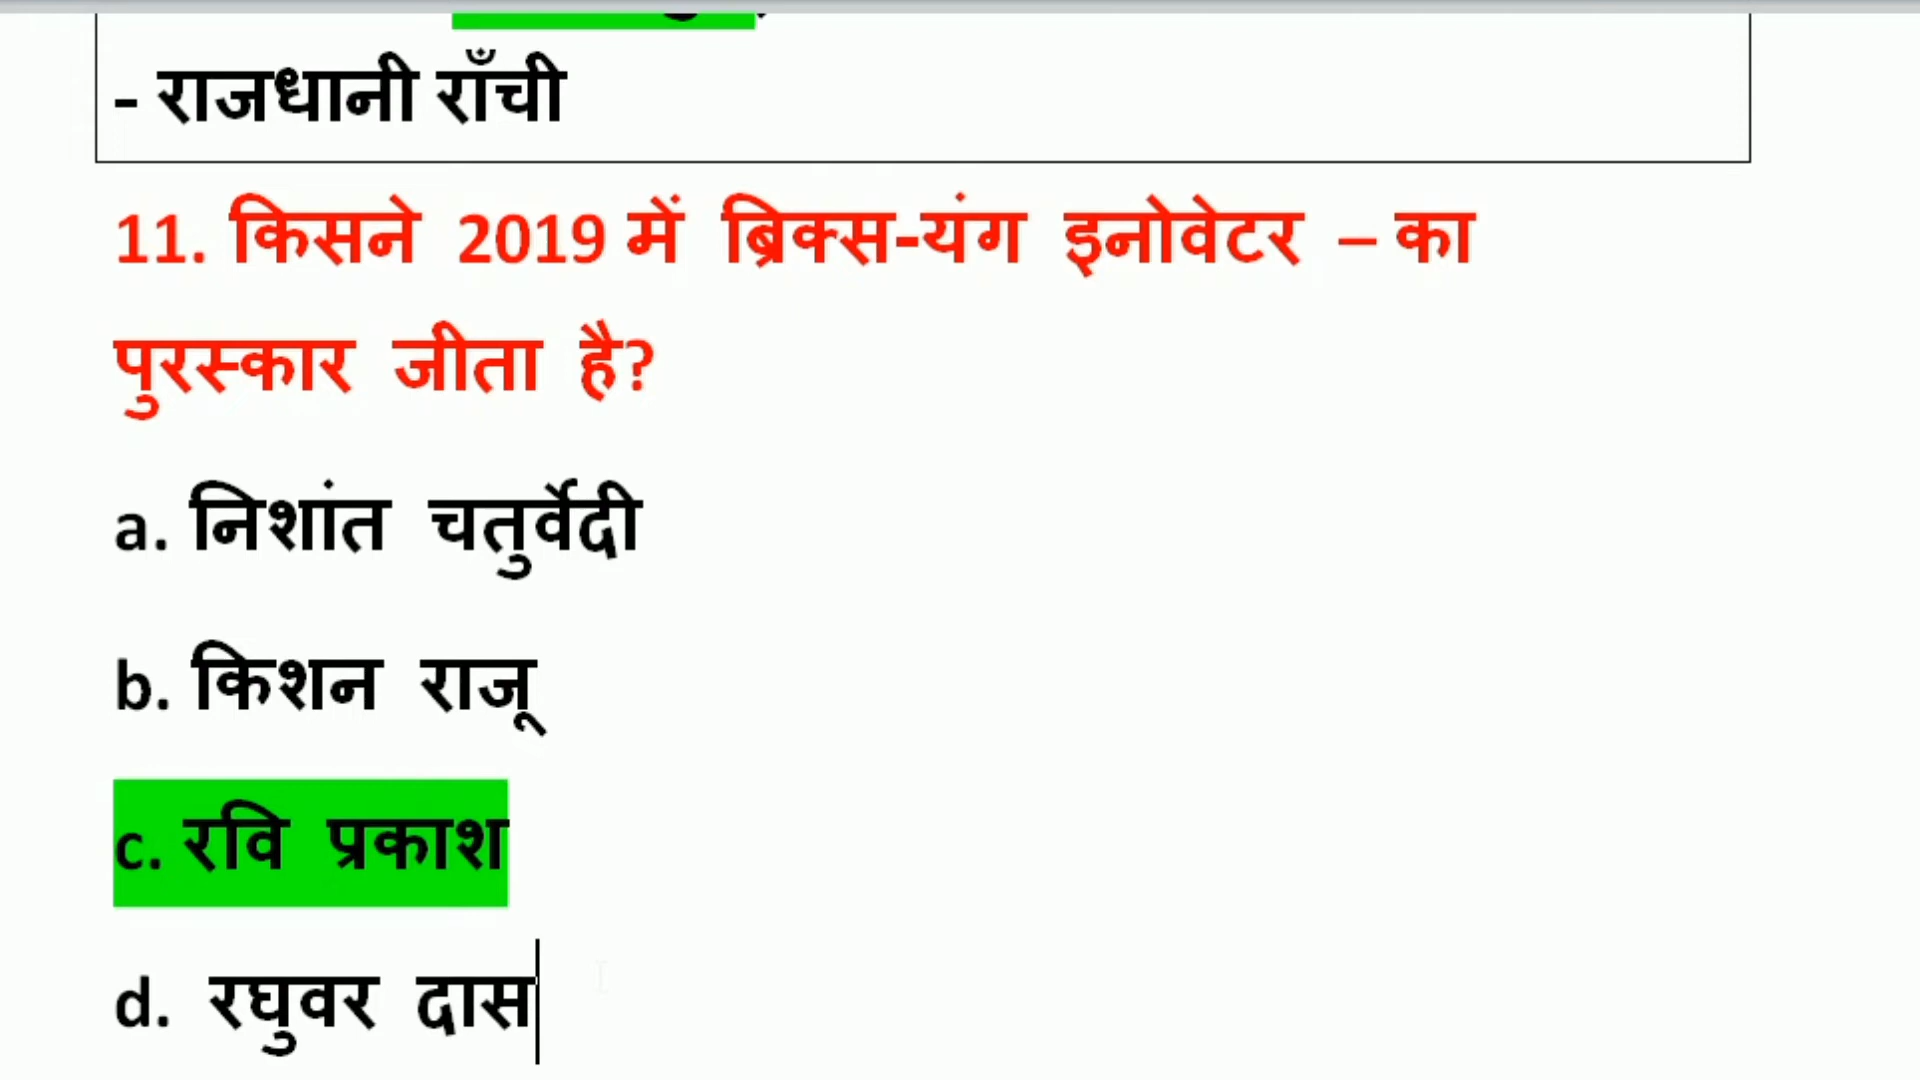 - राजधानी राँची
11. किसने 2019 में ब्रिक्स-यंग इनोवेटर – का
पुरस्कार जीता है?
a. निशांत चतुर्वेदी
b. किशन राजू
c. रवि प्रकाश
d. रघुवर दास